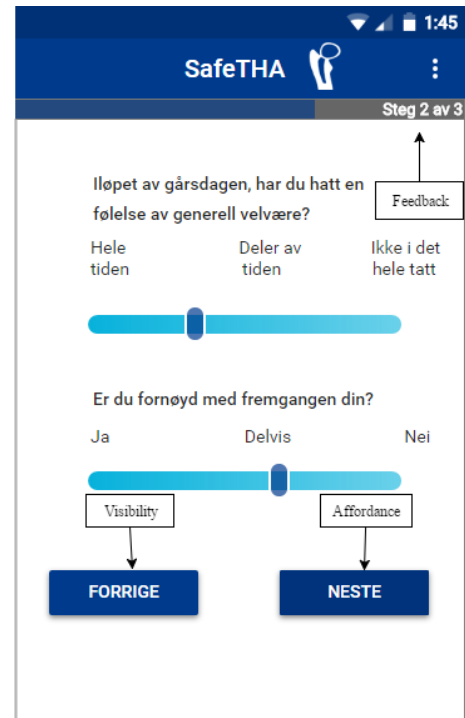 1:45
SafeTHA
Steg 2 av 3
Feedback
Iløpet av gårsdagen, har du hatt en
følelse av generell velvære?
Hele tiden
Deler av tiden
Ikke i det hele tatt
Er du fornøyd med fremgangen din?
Ja Delvis Nei
Visibility Affordance
FORRIGE NESTE